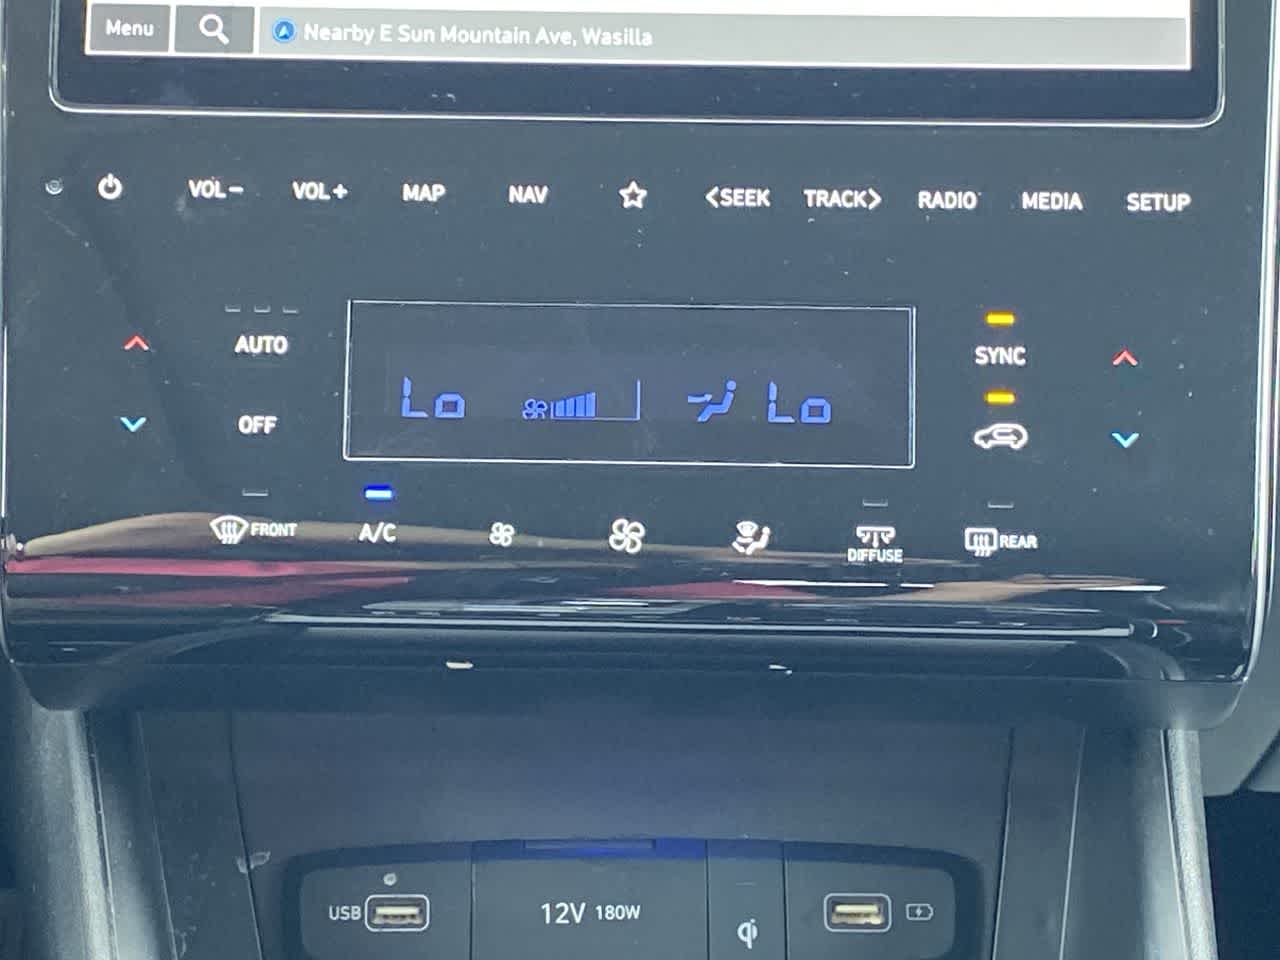 Menu
Nearby E Sun Mountain Ave, Wasilla
VOL− VOL+ MAP NAV <SEEK TRACK> RADIO MEDIA SETUP
AUTO SYNC
Lo Lo
OFF
FRONT A/C DIFFUSE REAR
USB 12V 180W